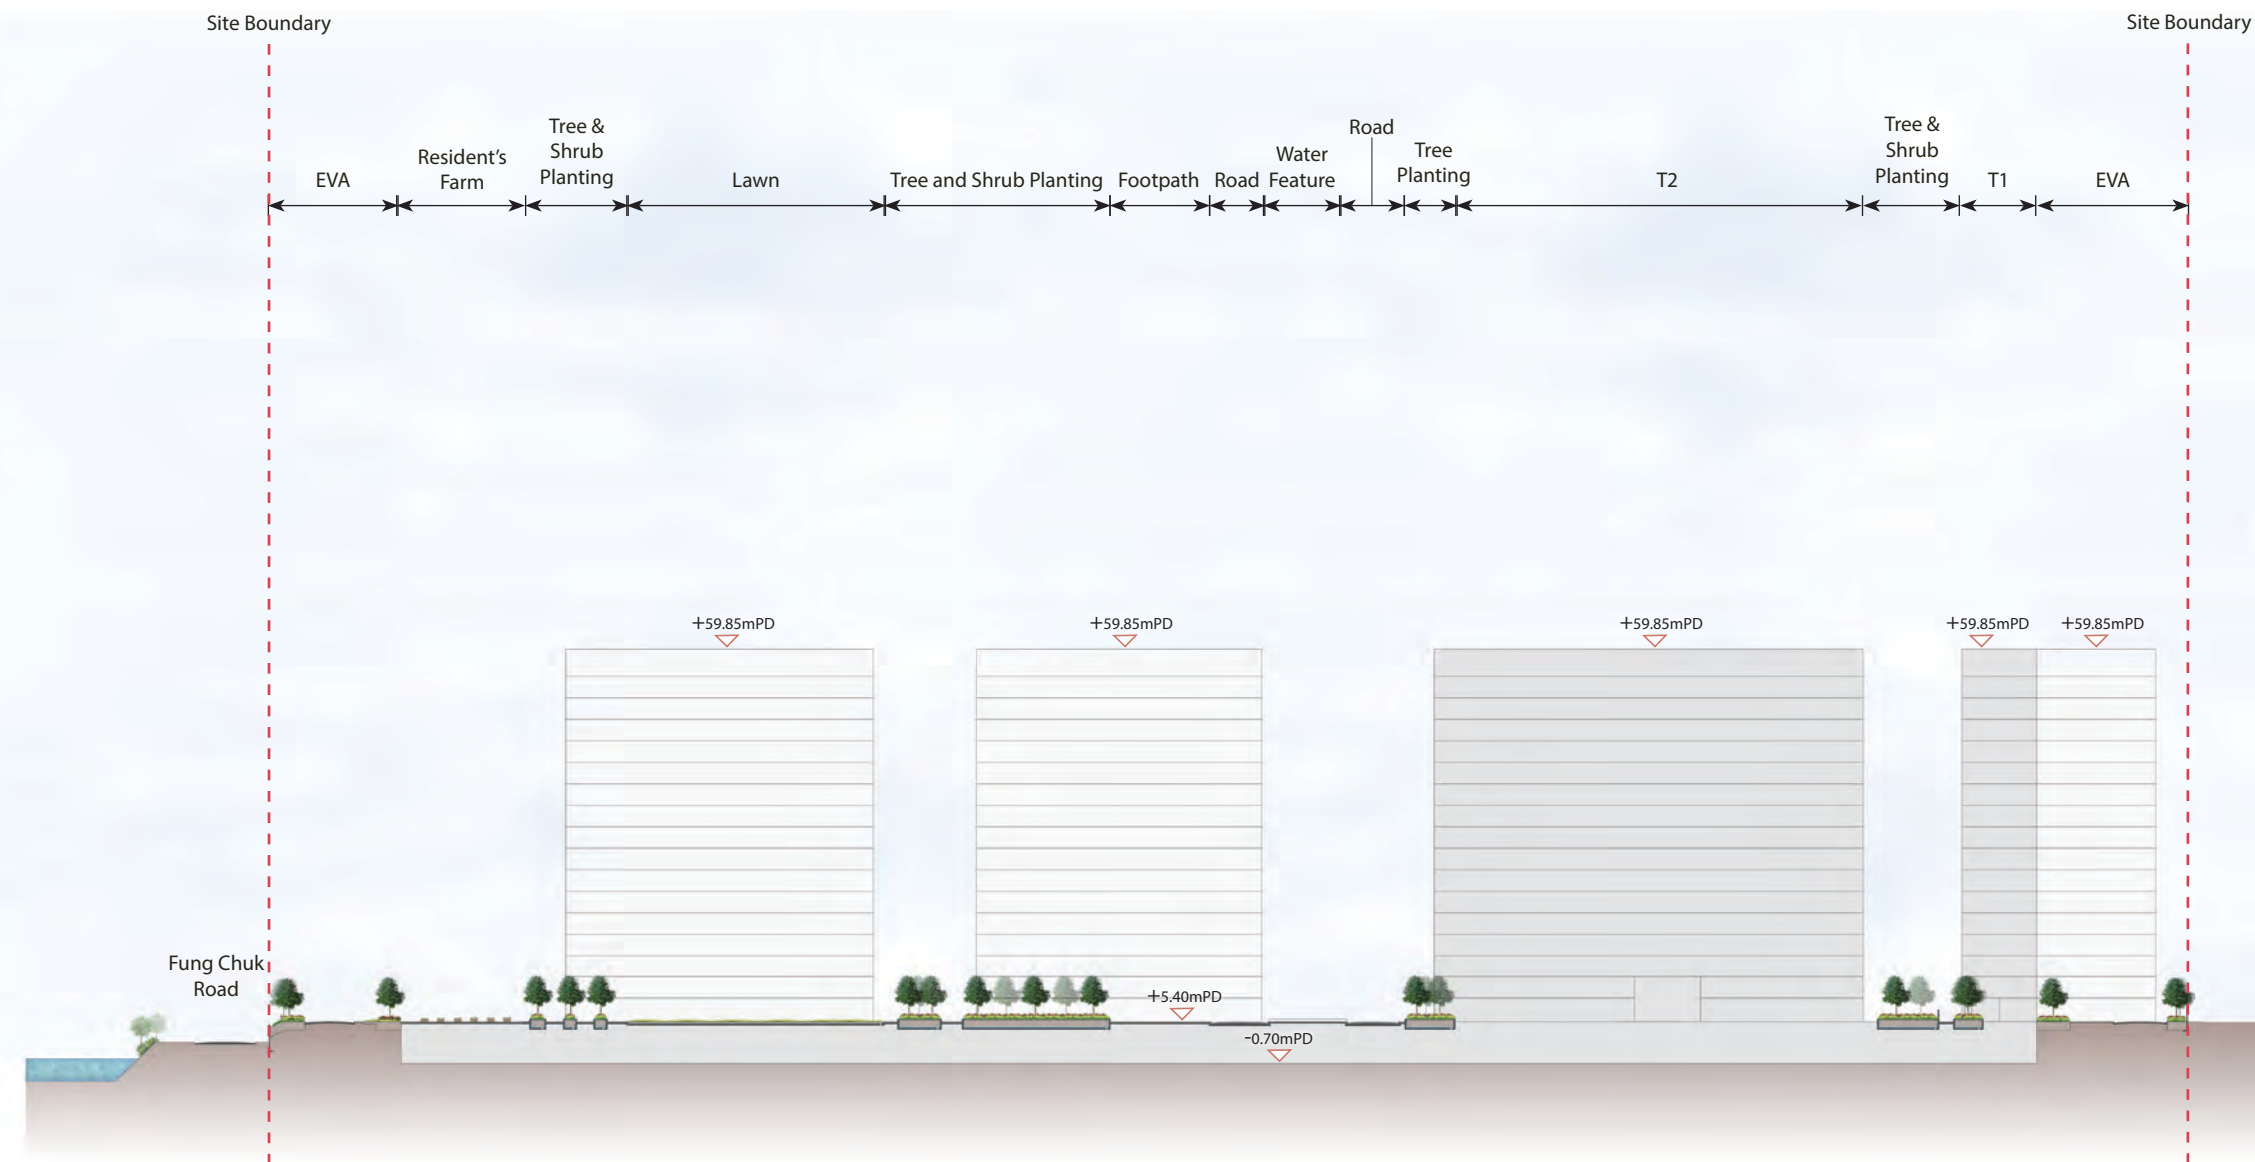 Site Boundary
Site Boundary
EVA
Resident’s
Farm
Tree &
Shrub
Planting
Lawn
Tree and Shrub Planting
Footpath
Road
Water
Feature
Road
Tree
Planting
T2
Tree &
Shrub
Planting
T1
EVA
+59.85mPD
+59.85mPD
+59.85mPD
+59.85mPD
+59.85mPD
Fung Chuk
Road
+5.40mPD
-0.70mPD